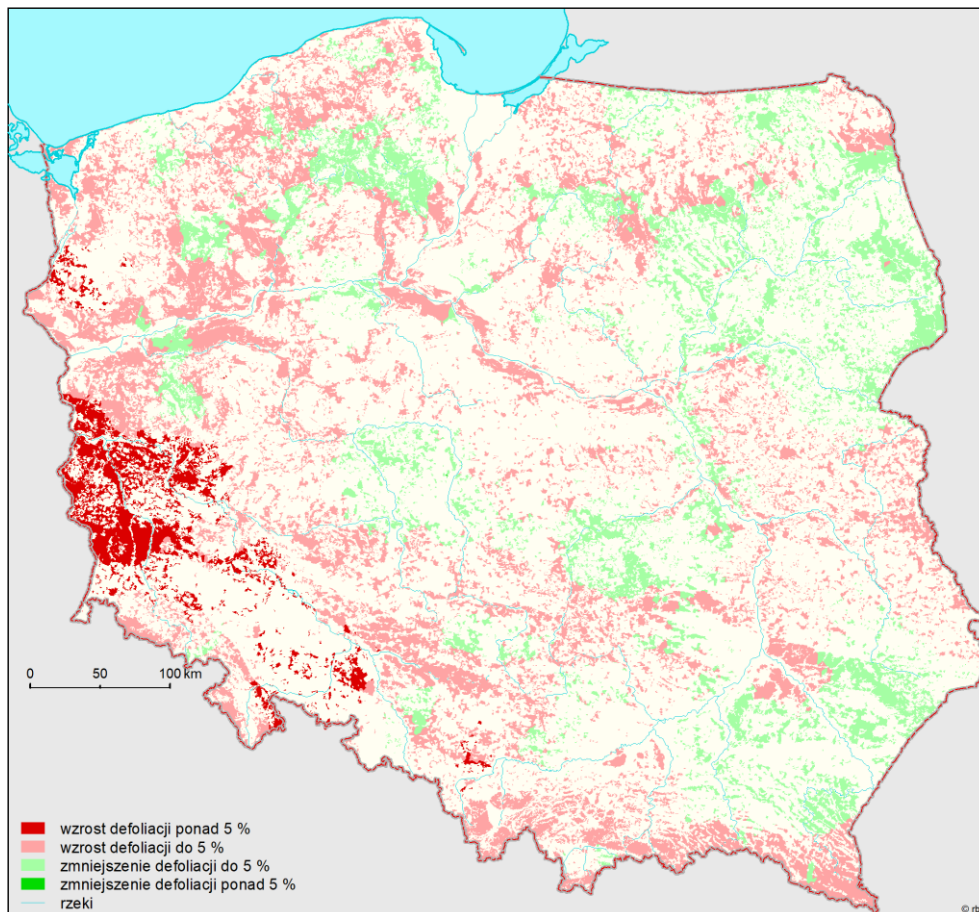 0 50 100 km
wzrost defoliacji ponad 5 %
wzrost defoliacji do 5 %
zmniejszenie defoliacji do 5 %
zmniejszenie defoliacji ponad 5 %
rzeki